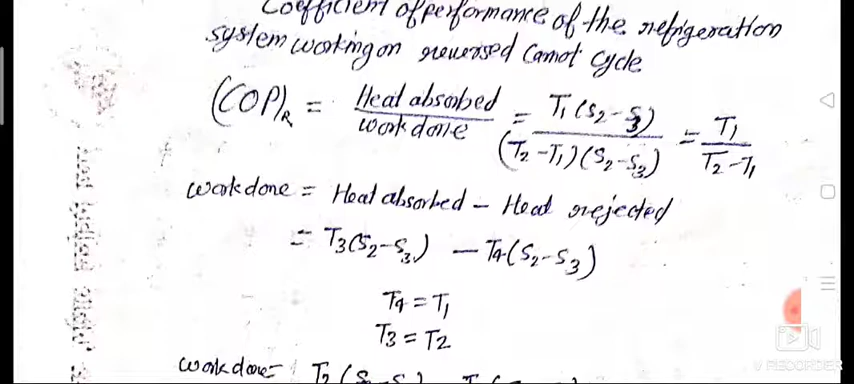 Coefficient of performance of the refrigeration
system working on reversed Carnot Cycle
(COP)R = Heat absorbed / work done = T1(S2-S3) / (T2-T1)(S2-S3) = T1 / T2-T1
work done = Heat absorbed - Heat rejected
= T3(S2-S3) - T4(S2-S3)
T4 = T1
T3 = T2
work done =
V RECORDER